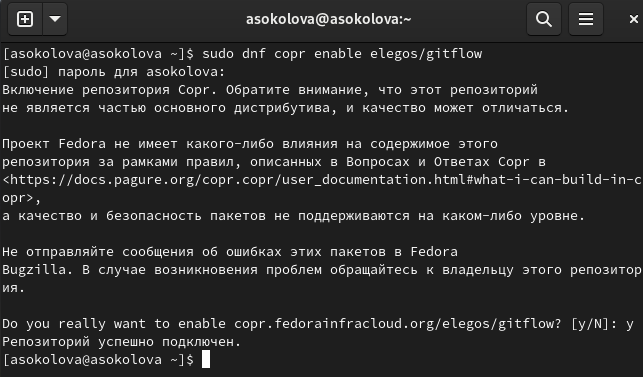 asokolova@asokolova:~
[asokolova@asokolova ~]$ sudo dnf copr enable elegos/gitflow
[sudo] пароль для asokolova:
Включение репозитория Copr. Обратите внимание, что этот репозиторий
не является частью основного дистрибутива, и качество может отличаться.
Проект Fedora не имеет какого-либо влияния на содержимое этого
репозитория за рамками правил, описанных в Вопросах и Ответах Copr в
<https://docs.pagure.org/copr.copr/user_documentation.html#what-i-can-build-in-c
opr>,
а качество и безопасность пакетов не поддерживаются на каком-либо уровне.
Не отправляйте сообщения об ошибках этих пакетов в Fedora
Bugzilla. В случае возникновения проблем обращайтесь к владельцу этого репозитор
ия.
Do you really want to enable copr.fedorainfracloud.org/elegos/gitflow? [y/N]: y
Репозиторий успешно подключен.
[asokolova@asokolova ~]$